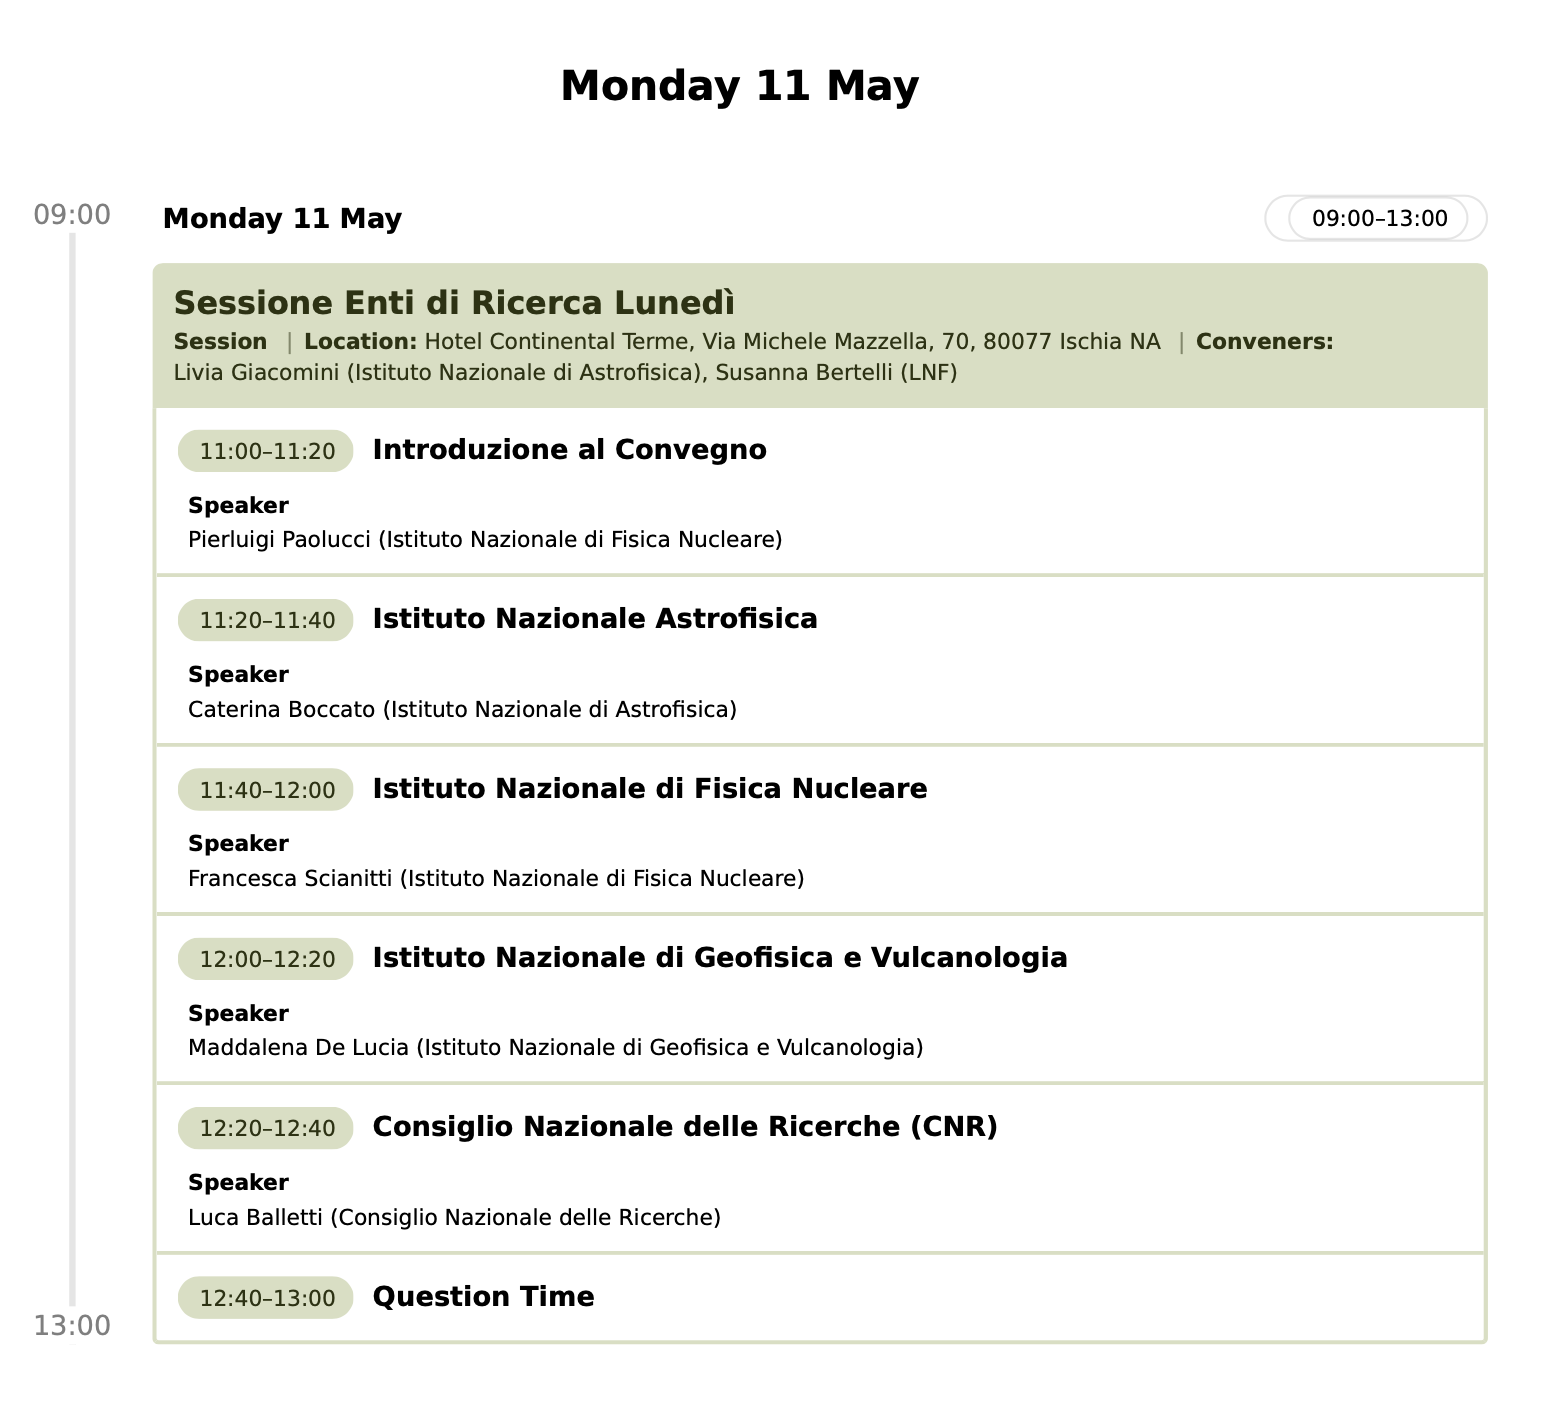 Monday 11 May
09:00
Monday 11 May
09:00–13:00
Sessione Enti di Ricerca Lunedì
Session | Location: Hotel Continental Terme, Via Michele Mazzella, 70, 80077 Ischia NA | Conveners:
Livia Giacomini (Istituto Nazionale di Astrofisica), Susanna Bertelli (LNF)
11:00–11:20 Introduzione al Convegno
Speaker
Pierluigi Paolucci (Istituto Nazionale di Fisica Nucleare)
11:20–11:40 Istituto Nazionale Astrofisica
Speaker
Caterina Boccato (Istituto Nazionale di Astrofisica)
11:40–12:00 Istituto Nazionale di Fisica Nucleare
Speaker
Francesca Scianitti (Istituto Nazionale di Fisica Nucleare)
12:00–12:20 Istituto Nazionale di Geofisica e Vulcanologia
Speaker
Maddalena De Lucia (Istituto Nazionale di Geofisica e Vulcanologia)
12:20–12:40 Consiglio Nazionale delle Ricerche (CNR)
Speaker
Luca Balletti (Consiglio Nazionale delle Ricerche)
12:40–13:00 Question Time
13:00